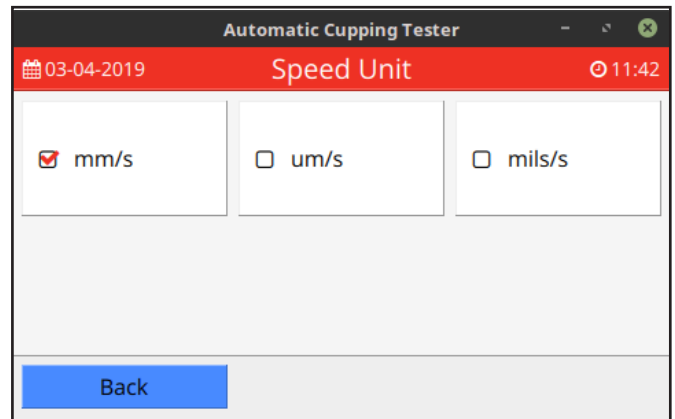 Automatic Cupping Tester
03-04-2019 Speed Unit 11:42
mm/s um/s mils/s
Back